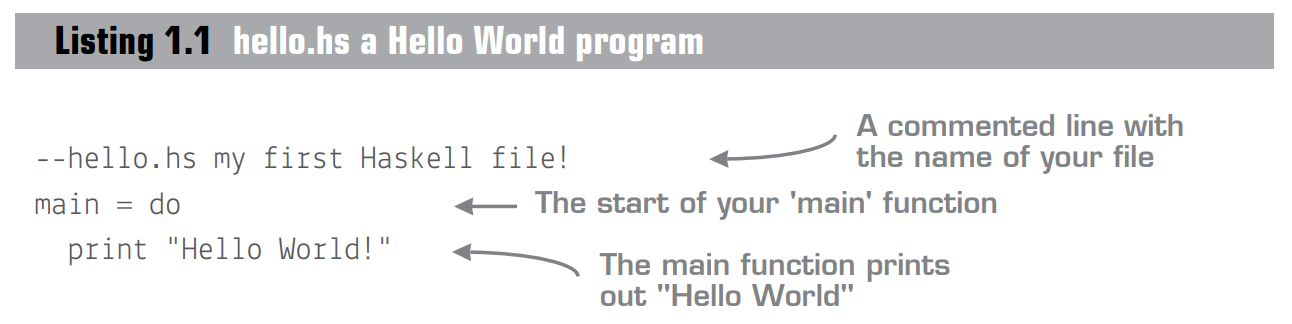 Listing 1.1 hello.hs a Hello World program
--hello.hs my first Haskell file!
A commented line with
the name of your file
main = do
The start of your 'main' function
  print "Hello World!"
The main function prints
out "Hello World"